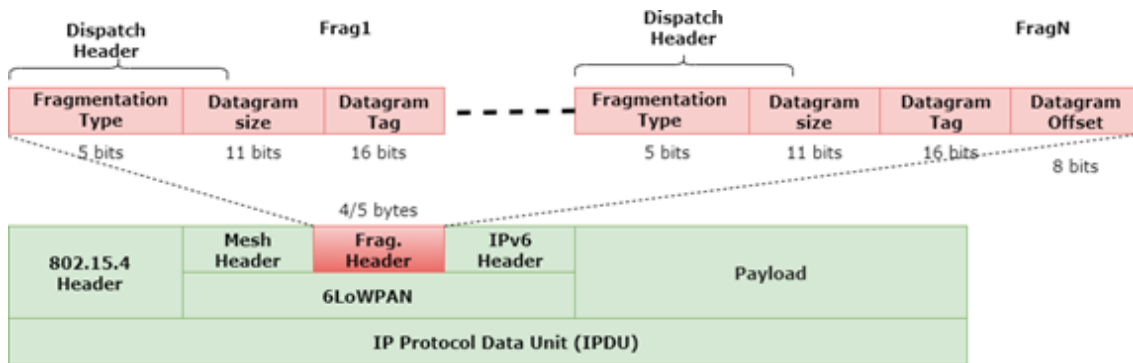 Dispatch
Header
Frag1
Dispatch
Header
FragN
Fragmentation
Type
Datagram
size
Datagram
Tag
Fragmentation
Type
Datagram
size
Datagram
Tag
Datagram
Offset
5 bits
11 bits
16 bits
5 bits
11 bits
16 bits
8 bits
4/5 bytes
802.15.4
Header
Mesh
Header
Frag.
Header
IPv6
Header
Payload
6LoWPAN
IP Protocol Data Unit (IPDU)